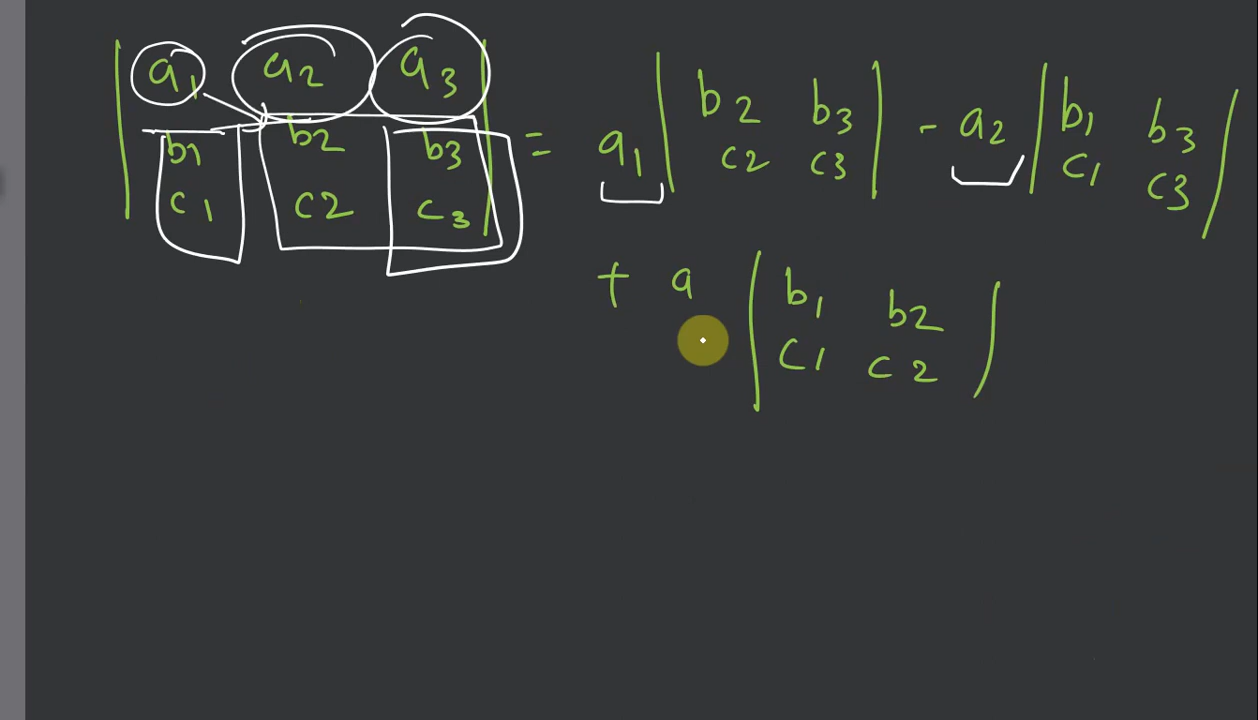 | a1 a2 a3 | = a1 | b2 b3 | - a2 | b1 b3 |
| b1 b2 b3 | | c2 c3 | | c1 c3 |
| c1 c2 c3 |
+ a | b1 b2 |
| c1 c2 |